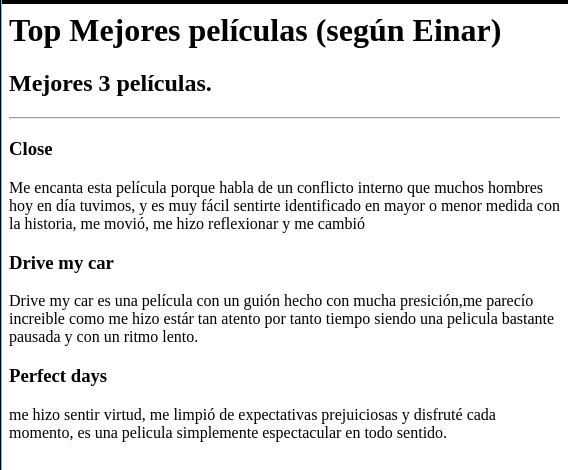 Top Mejores películas (según Einar)
Mejores 3 películas.
Close
Me encanta esta película porque habla de un conflicto interno que muchos hombres
hoy en día tuvimos, y es muy fácil sentirte identificado en mayor o menor medida con
la historia, me movió, me hizo reflexionar y me cambió
Drive my car
Drive my car es una película con un guión hecho con mucha presición,me parecío
increible como me hizo estár tan atento por tanto tiempo siendo una pelicula bastante
pausada y con un ritmo lento.
Perfect days
me hizo sentir virtud, me limpió de expectativas prejuiciosas y disfruté cada
momento, es una pelicula simplemente espectacular en todo sentido.